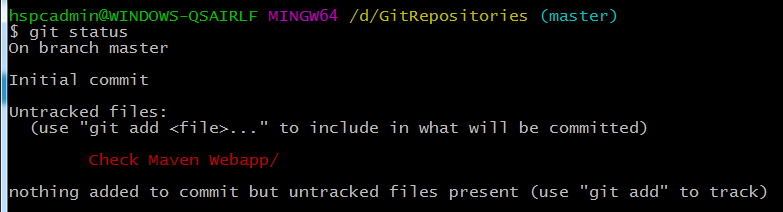 hspcadmin@WINDOWS-QSAIRLF MINGW64 /d/GitRepositories (master)
$ git status
On branch master
Initial commit
Untracked files:
(use "git add <file>..." to include in what will be committed)
Check Maven Webapp/
nothing added to commit but untracked files present (use "git add" to track)